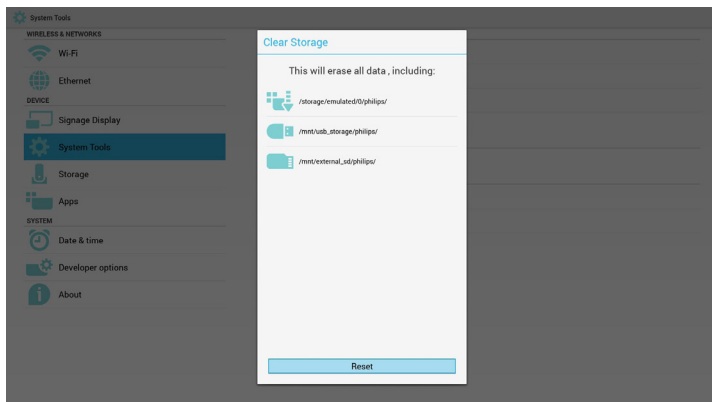 System Tools
WIRELESS & NETWORKS
Wi-Fi
Ethernet
DEVICE
Signage Display
System Tools
Storage
Apps
SYSTEM
Date & time
Developer options
About
Clear Storage
This will erase all data , including:
/storage/emulated/0/philips/
/mnt/usb_storage/philips/
/mnt/external_sd/philips/
Reset